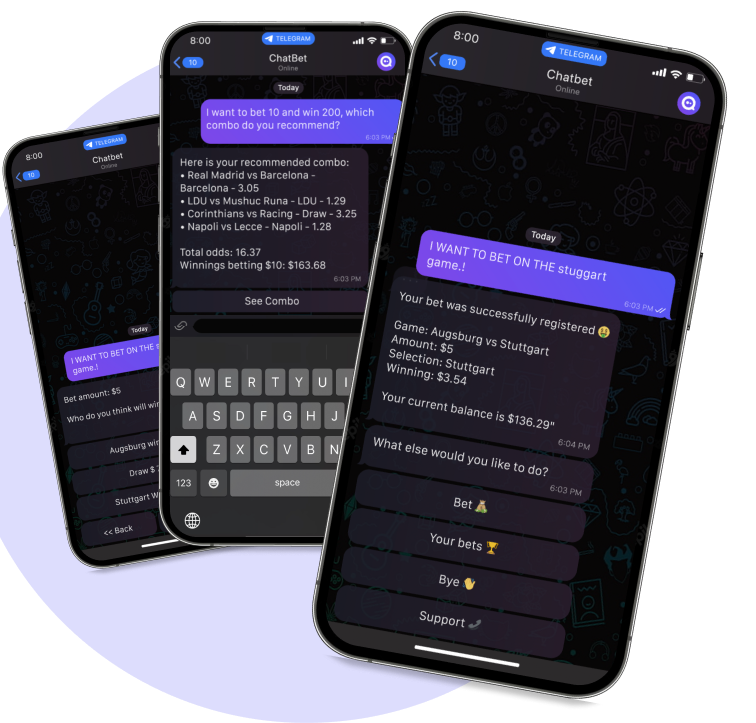 8:00
TELEGRAM
10
Chatbet
Online
Today
I WANT TO BET ON THE
game.!
Bet amount: $5
Who do you think will
Augsburg
Draw $
Stuttgart
<< Back
8:00
TELEGRAM
10
ChatBet
Online
Today
I want to bet 10 and win 200, which
combo do you recommend?
6:03 PM
Here is your recommended combo:
• Real Madrid vs Barcelona -
Barcelona - 3.05
• LDU vs Mushuc Runa - LDU - 1.29
• Corinthians vs Racing - Draw - 3.25
• Napoli vs Lecce - Napoli - 1.28
Total odds: 16.37
Winnings betting $10: $163.68
6:03 PM
See Combo
Q W E R T Y U I
A S D F G H J
Z X C V B N
123 space
8:00
TELEGRAM
10
Chatbet
Online
Today
I WANT TO BET ON THE stuggart
game.!
6:03 PM
Your bet was successfully registered 🤑
Game: Augsburg vs Stuttgart
Amount: $5
Selection: Stuttgart
Winning: $3.54
Your current balance is $136.29"
6:04 PM
What else would you like to do?
6:03 PM
Bet 💰
Your bets 🏆
Bye 👋
Support 📞